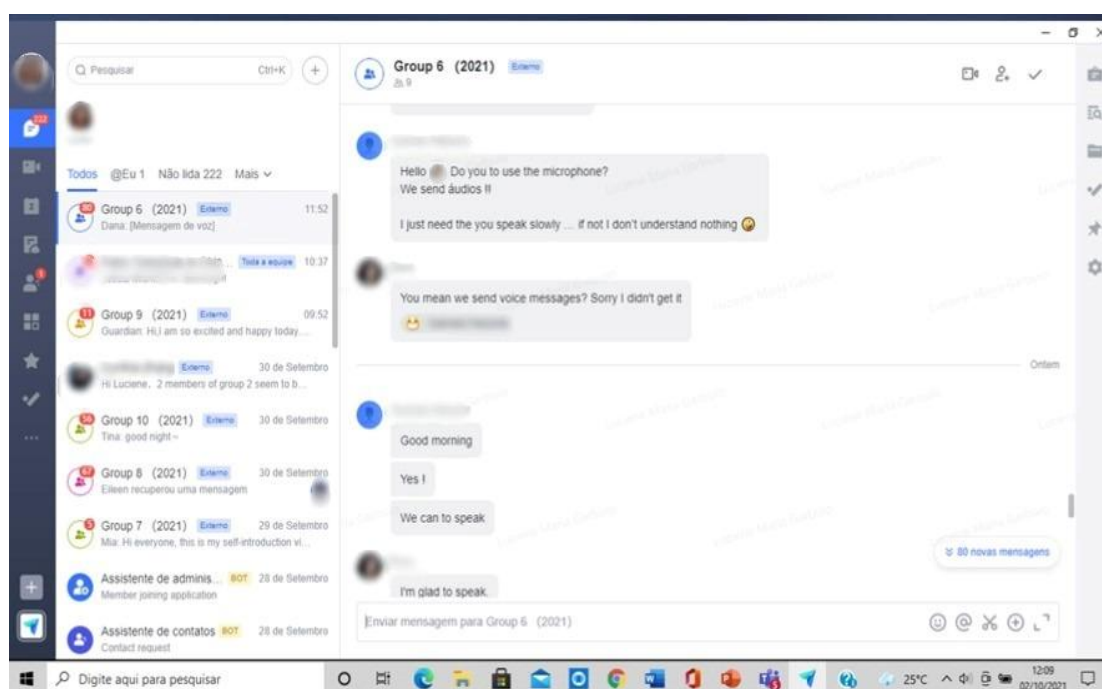 Pesquisar
Ctrl+K
222
Todos @Eu 1 Não lida 222 Mais
Group 6 (2021) Externo 11:52
Dana: [Mensagem de voz]
Toda a equipe 10:37
11
Group 9 (2021) Externo 09:52
Guardian: Hi,I am so excited and happy today....
Externo 30 de Setembro
Hi Luciene, 2 members of group 2 seem to b...
Group 10 (2021) Externo 30 de Setembro
Tina: good night~
Group 8 (2021) Externo 30 de Setembro
Eileen recuperou uma mensagem
5
Group 7 (2021) Externo 29 de Setembro
Mia: Hi everyone, this is my self-introduction vi...
Assistente de adminis... BOT 28 de Setembro
Member joining application
Assistente de contatos BOT 28 de Setembro
Contact request
Group 6 (2021) Externo
9
Hello Do you to use the microphone?
We send áudios !!
I just need the you speak slowly ... if not I don't understand nothing
You mean we send voice messages? Sorry I didn't get it
Ontem
Good morning
Yes !
We can to speak
80 novas mensagens
I'm glad to speak.
Enviar mensagem para Group 6 (2021)
Digite aqui para pesquisar
25°C
12:09
02/10/2021